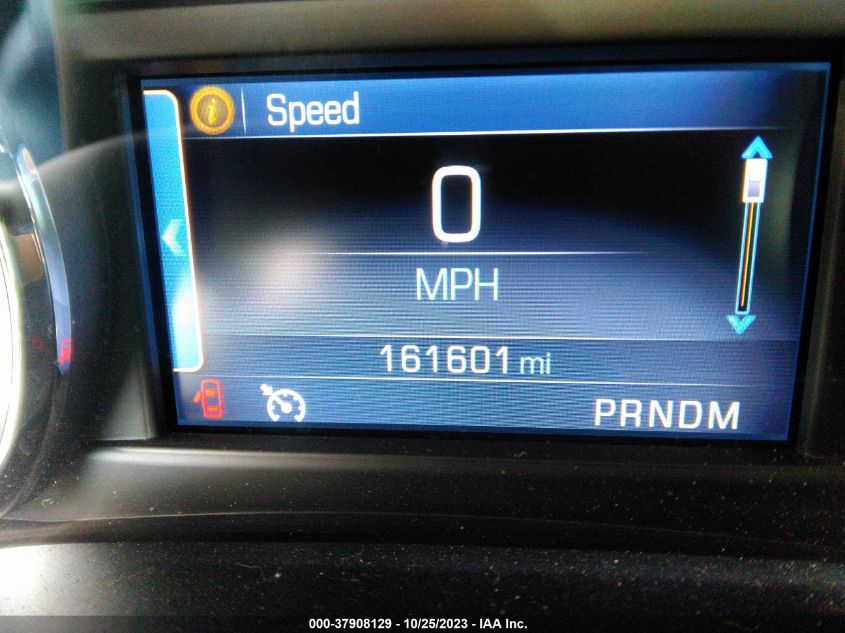 Speed
0
MPH
161601 mi
PRNDM
000-37908129 - 10/25/2023 - IAA Inc.